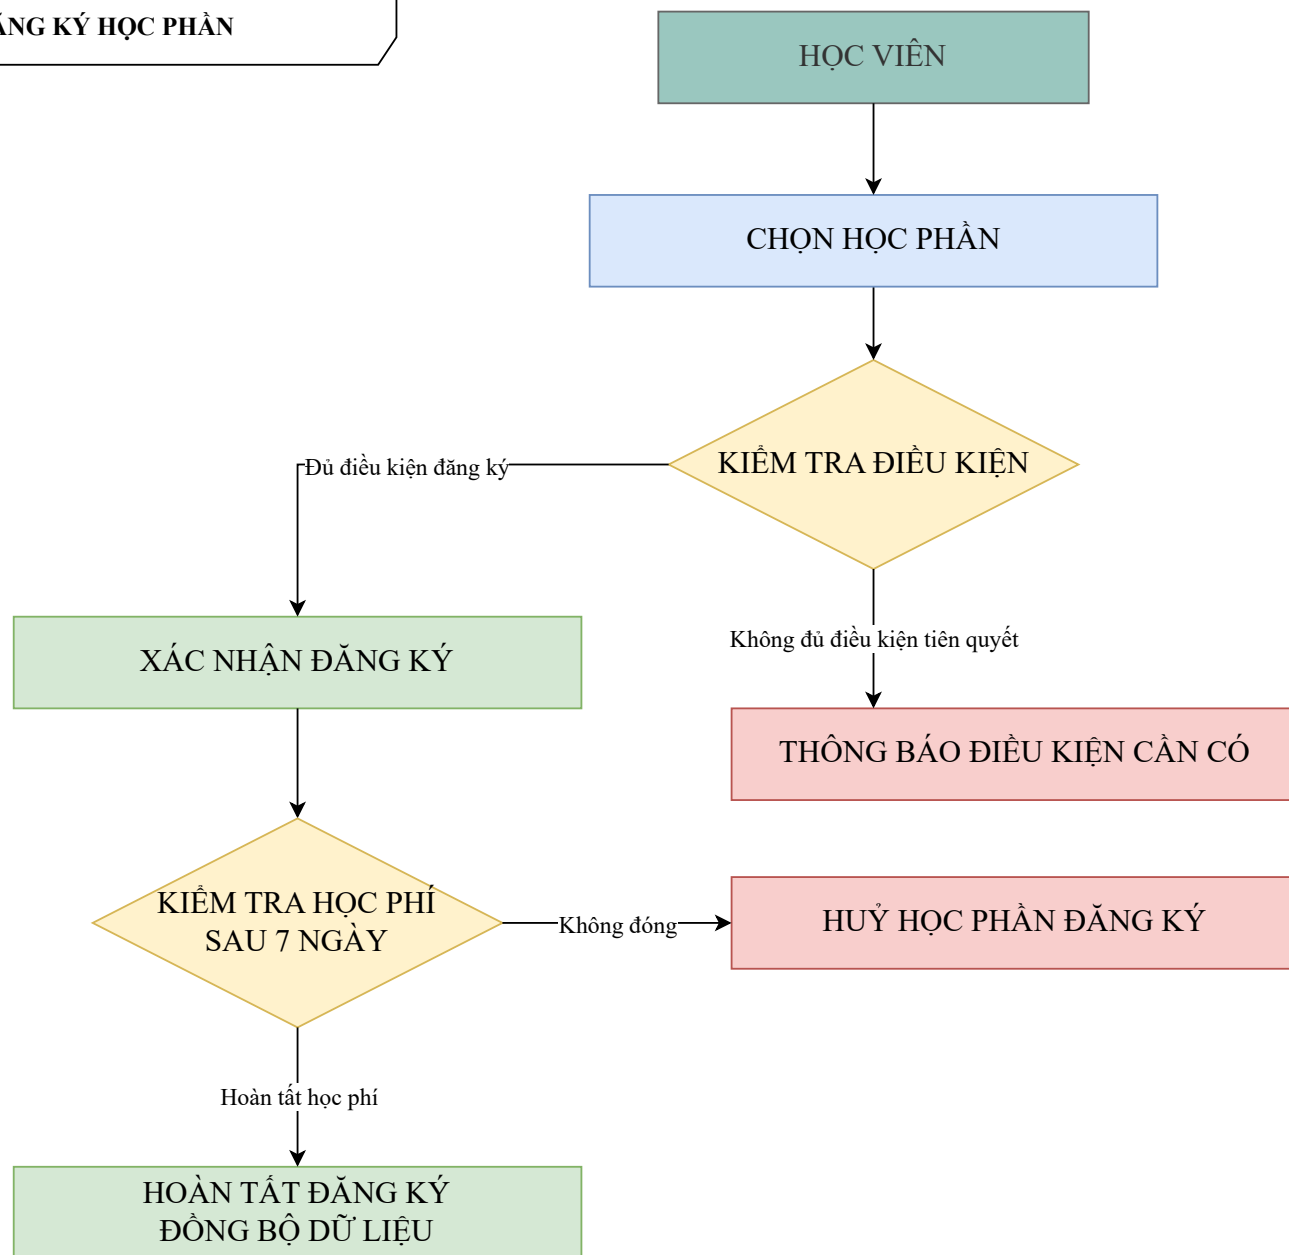 KÝ HỌC PHẦN
HỌC VIÊN
CHỌN HỌC PHẦN
KIỂM TRA ĐIỀU KIỆN
Đủ điều kiện đăng ký
Không đủ điều kiện tiên quyết
XÁC NHẬN ĐĂNG KÝ
THÔNG BÁO ĐIỀU KIỆN CẦN CÓ
KIỂM TRA HỌC PHÍ
SAU 7 NGÀY
Không đóng
HUỶ HỌC PHẦN ĐĂNG KÝ
Hoàn tất học phí
HOÀN TẤT ĐĂNG KÝ
ĐỒNG BỘ DỮ LIỆU